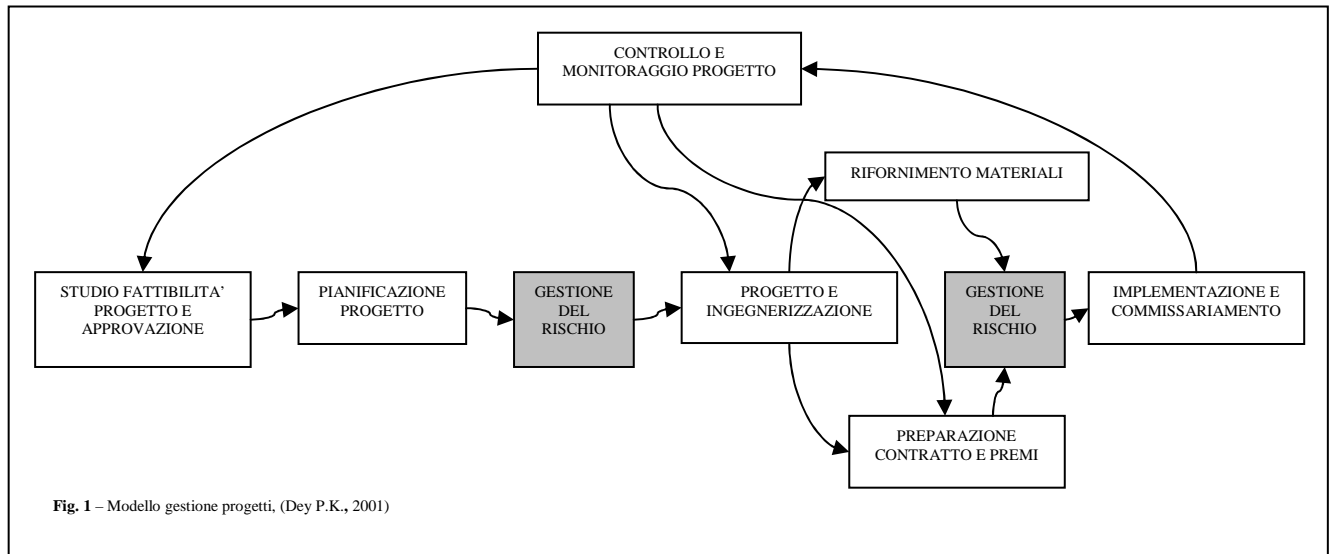 CONTROLLO E
MONITORAGGIO PROGETTO
RIFORNIMENTO MATERIALI
STUDIO FATTIBILITA’
PROGETTO E
APPROVAZIONE
PIANIFICAZIONE
PROGETTO
GESTIONE
DEL
RISCHIO
PROGETTO E
INGEGNERIZZAZIONE
GESTIONE
DEL
RISCHIO
IMPLEMENTAZIONE E
COMMISSARIAMENTO
PREPARAZIONE
CONTRATTO E PREMI
Fig. 1 – Modello gestione progetti, (Dey P.K., 2001)